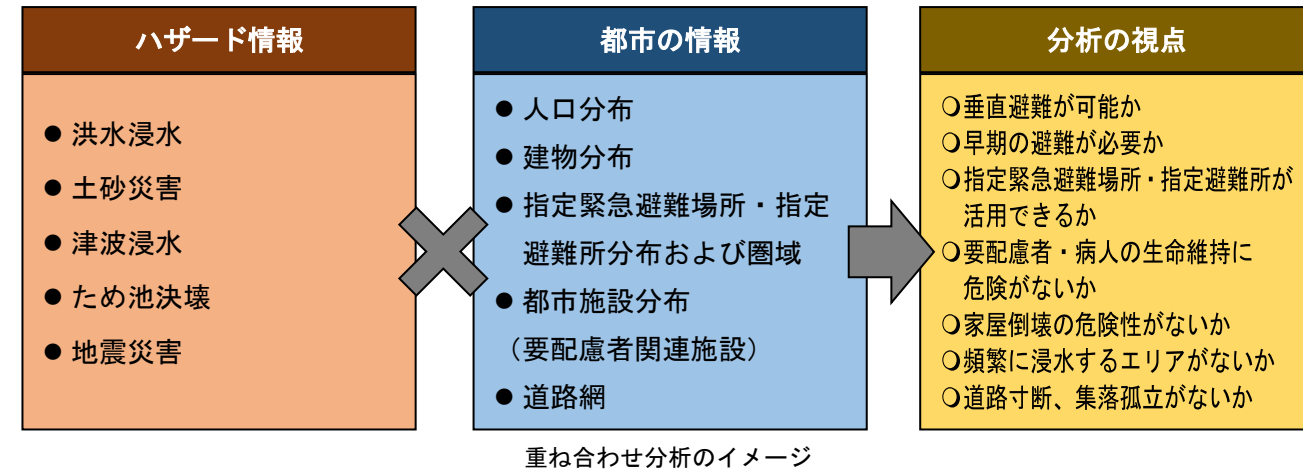 ハザード情報
● 洪水浸水
● 土砂災害
● 津波浸水
● ため池決壊
● 地震災害
都市の情報
● 人口分布
● 建物分布
● 指定緊急避難場所・指定
避難所分布および圏域
● 都市施設分布
（要配慮者関連施設）
● 道路網
分析の視点
○垂直避難が可能か
○早期の避難が必要か
○指定緊急避難場所・指定避難所が
活用できるか
○要配慮者・病人の生命維持に
危険がないか
○家屋倒壊の危険性がないか
○頻繁に浸水するエリアがないか
○道路寸断、集落孤立がないか
重ね合わせ分析のイメージ